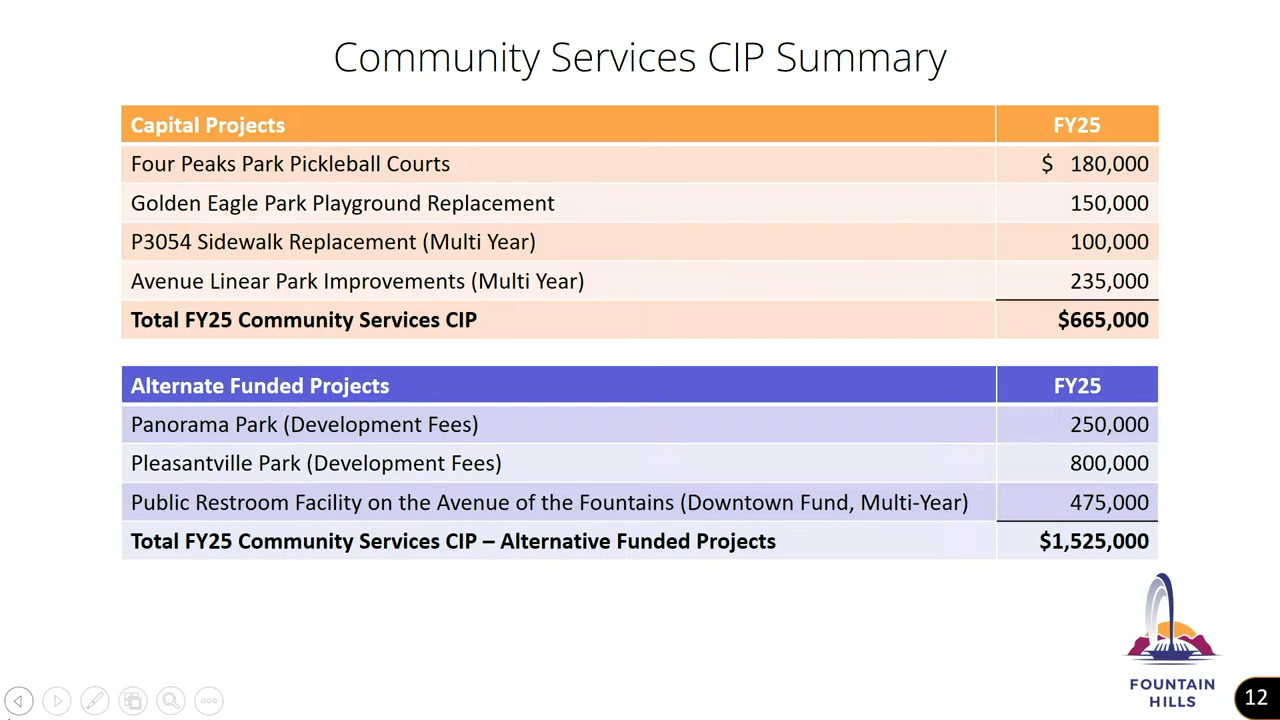 Community Services CIP Summary
Capital Projects FY25
Four Peaks Park Pickleball Courts $ 180,000
Golden Eagle Park Playground Replacement 150,000
P3054 Sidewalk Replacement (Multi Year) 100,000
Avenue Linear Park Improvements (Multi Year) 235,000
Total FY25 Community Services CIP $665,000
Alternate Funded Projects FY25
Panorama Park (Development Fees) 250,000
Pleasantville Park (Development Fees) 800,000
Public Restroom Facility on the Avenue of the Fountains (Downtown Fund, Multi-Year) 475,000
Total FY25 Community Services CIP – Alternative Funded Projects $1,525,000
FOUNTAIN
HILLS
12